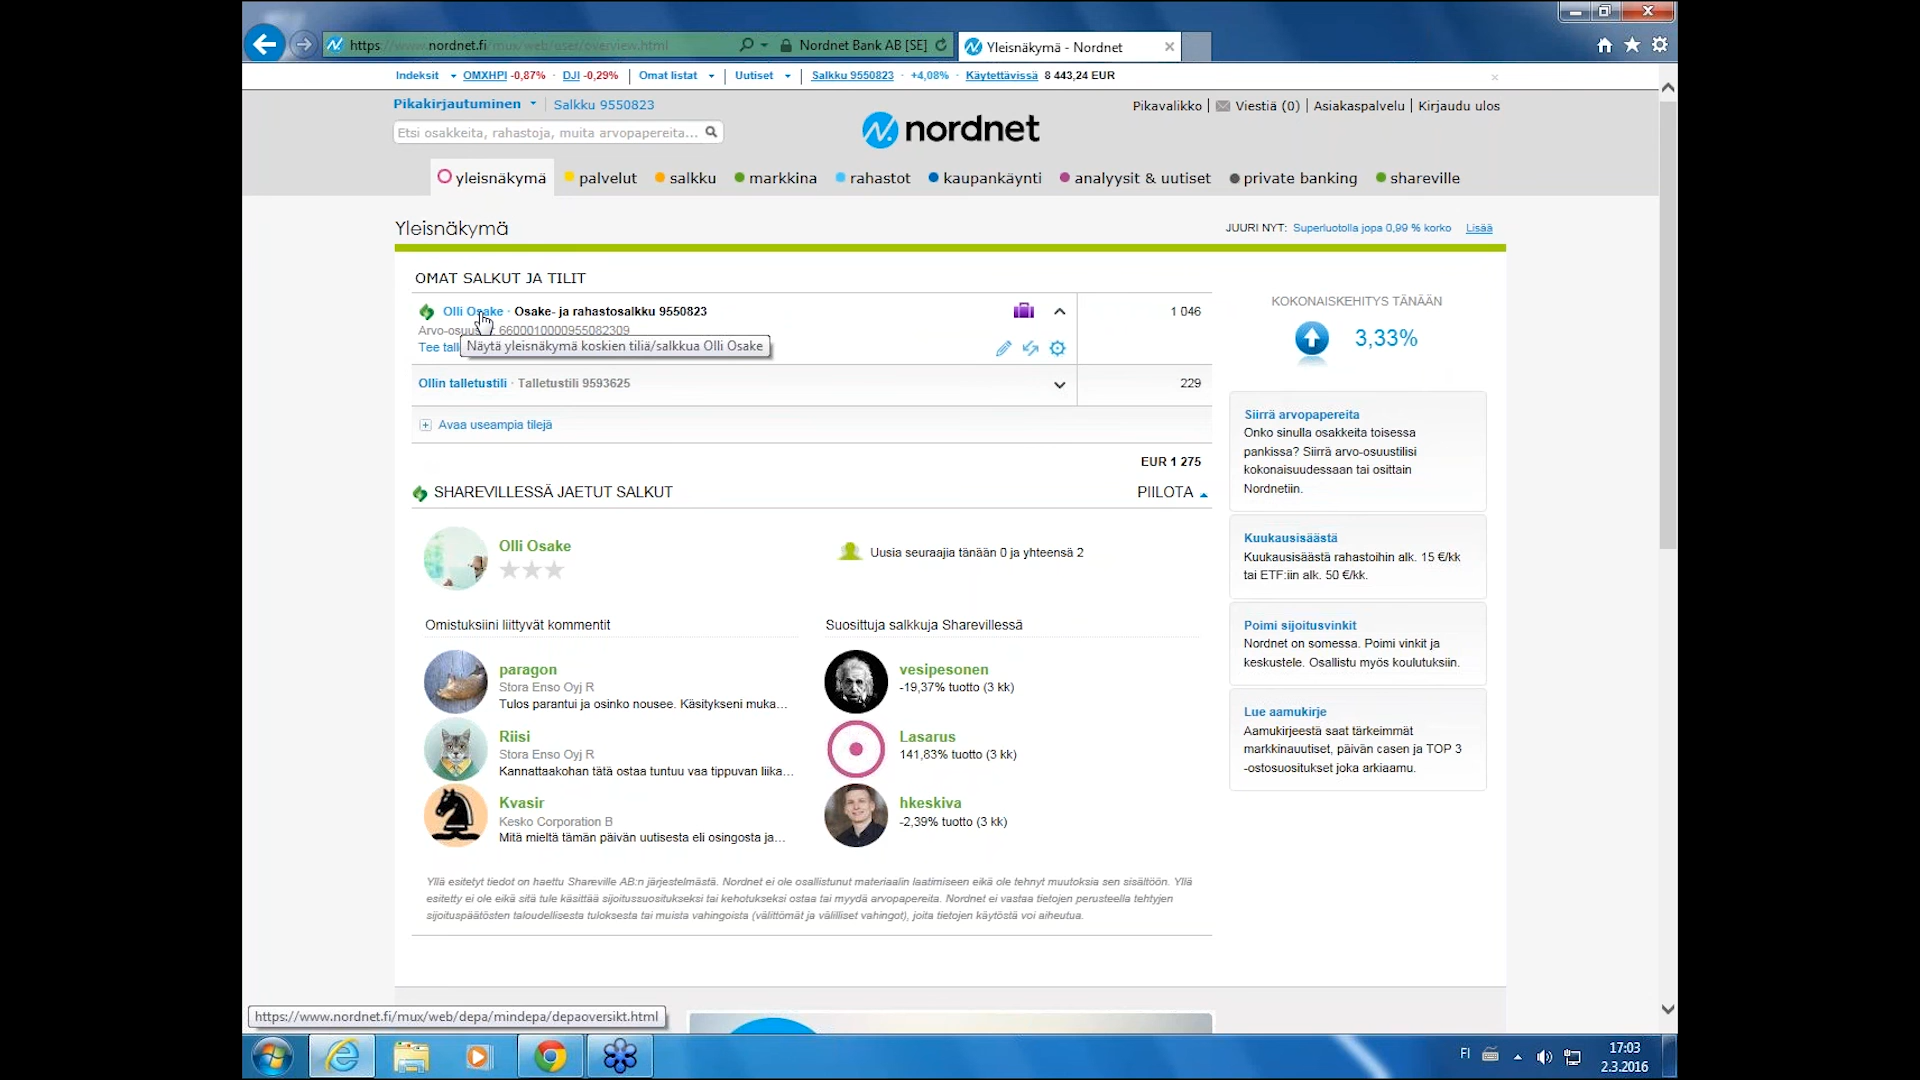 https://www.nordnet.fi/mux/web/user/overview.html
Nordnet Bank AB [SE]
Yleisnäkymä - Nordnet
Indeksit OMXHPI -0,87% · DJI -0,29% Omat listat Uutiset Salkku 9550823 · +4,08% · Käytettävissä 8 443,24 EUR
Pikakirjautuminen Salkku 9550823
Pikavalikko Viestiä (0) Asiakaspalvelu Kirjaudu ulos
Etsi osakkeita, rahastoja, muita arvopapereita...
nordnet
yleisnäkymä palvelut salkku markkina rahastot kaupankäynti analyysit & uutiset private banking shareville
Yleisnäkymä
JUURI NYT: Superluotolla jopa 0,99 % korko Lisää
OMAT SALKUT JA TILIT
Olli Osake · Osake- ja rahastosalkku 9550823
1 046
Arvo-osuu 6600010000955082309
Tee tall
Näytä yleisnäkymä koskien tiliä/salkkua Olli Osake
Ollin talletustili · Talletustili 9593625
229
Avaa useampia tilejä
EUR 1 275
SHAREVILLESSÄ JAETUT SALKUT
PIILOTA
Olli Osake
Uusia seuraajia tänään 0 ja yhteensä 2
Omistuksiini liittyvät kommentit
paragon
Stora Enso Oyj R
Tulos parantui ja osinko nousee. Käsitykseni muka...
Riisi
Stora Enso Oyj R
Kannattaakohan tätä ostaa tuntuu vaa tippuvan liika...
Kvasir
Kesko Corporation B
Mitä mieltä tämän päivän uutisesta eli osingosta ja...
Suosittuja salkkuja Sharevillessä
vesipesonen
-19,37% tuotto (3 kk)
Lasarus
141,83% tuotto (3 kk)
hkeskiva
-2,39% tuotto (3 kk)
Yllä esitetyt tiedot on haettu Shareville AB:n järjestelmästä. Nordnet ei ole osallistunut materiaalin laatimiseen eikä ole tehnyt muutoksia sen sisältöön. Yllä
esitetty ei ole eikä sitä tule käsittää sijoitussuositukseksi tai kehotukseksi ostaa tai myydä arvopapereita. Nordnet ei vastaa tietojen perusteella tehtyjen
sijoituspäätösten taloudellisesta tuloksesta tai muista vahingoista (välittömät ja välilliset vahingot), joita tietojen käytöstä voi aiheutua.
KOKONAISKEHITYS TÄNÄÄN
3,33%
Siirrä arvopapereita
Onko sinulla osakkeita toisessa
pankissa? Siirrä arvo-osuustilisi
kokonaisuudessaan tai osittain
Nordnetiin.
Kuukausisäästä
Kuukausisäästä rahastoihin alk. 15 €/kk
tai ETF:iin alk. 50 €/kk.
Poimi sijoitusvinkit
Nordnet on somessa. Poimi vinkit ja
keskustele. Osallistu myös koulutuksiin.
Lue aamukirje
Aamukirjeestä saat tärkeimmät
markkinauutiset, päivän casen ja TOP 3
-ostosuositukset joka arkiaamu.
https://www.nordnet.fi/mux/web/depa/mindepa/depaoversikt.html
FI
17:03
2.3.2016